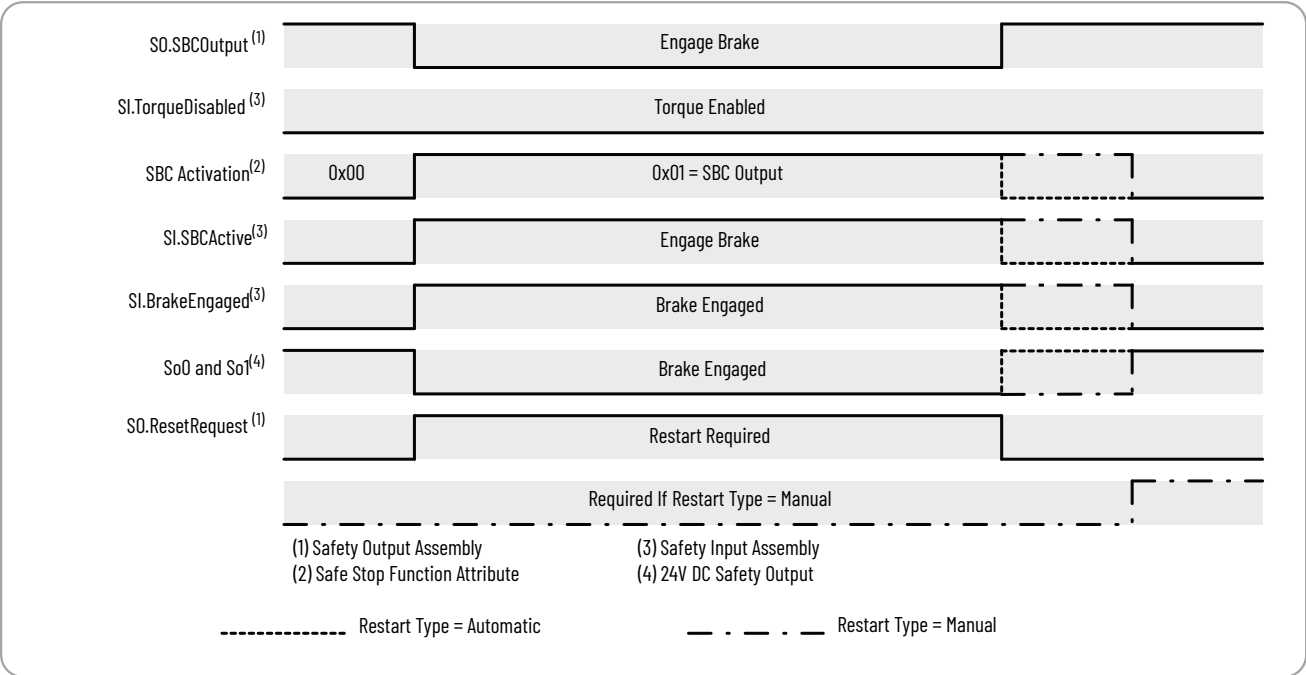 SO.SBCOutput (1)
Engage Brake
SI.TorqueDisabled (3)
Torque Enabled
SBC Activation(2)
0x00
0x01 = SBC Output
SI.SBCActive(3)
Engage Brake
SI.BrakeEngaged(3)
Brake Engaged
So0 and So1(4)
Brake Engaged
SO.ResetRequest (1)
Restart Required
Required If Restart Type = Manual
(1) Safety Output Assembly
(3) Safety Input Assembly
(2) Safe Stop Function Attribute
(4) 24V DC Safety Output
Restart Type = Automatic
Restart Type = Manual